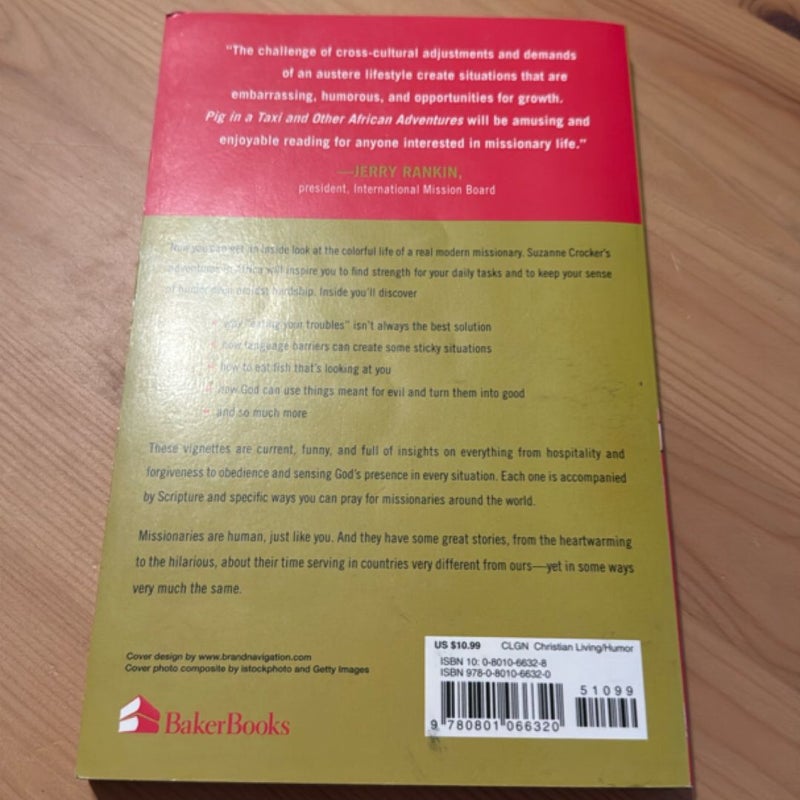 "The challenge of cross-cultural adjustments and demands
of an austere lifestyle create situations that are
embarrassing, humorous, and opportunities for growth.
Pig in a Taxi and Other African Adventures will be amusing and
enjoyable reading for anyone interested in missionary life."
—JERRY RANKIN,
president, International Mission Board
Now you can get an inside look at the colorful life of a real modern missionary. Suzanne Crocker's
adventures in Africa will inspire you to find strength for your daily tasks and to keep your sense
of humor even amidst hardship. Inside you'll discover
• why "eating your troubles" isn't always the best solution
• how language barriers can create some sticky situations
• how to eat fish that's looking at you
• how God can use things meant for evil and turn them into good
• and so much more
These vignettes are current, funny, and full of insights on everything from hospitality and
forgiveness to obedience and sensing God's presence in every situation. Each one is accompanied
by Scripture and specific ways you can pray for missionaries around the world.
Missionaries are human, just like you. And they have some great stories, from the heartwarming
to the hilarious, about their time serving in countries very different from ours—yet in some ways
very much the same.
Cover design by www.brandnavigation.com
Cover photo composite by istockphoto and Getty Images
BakerBooks
US $10.99 CLGN Christian Living/Humor
ISBN 10: 0-8010-6632-8
ISBN 978-0-8010-6632-0
51099
9 780801 066320